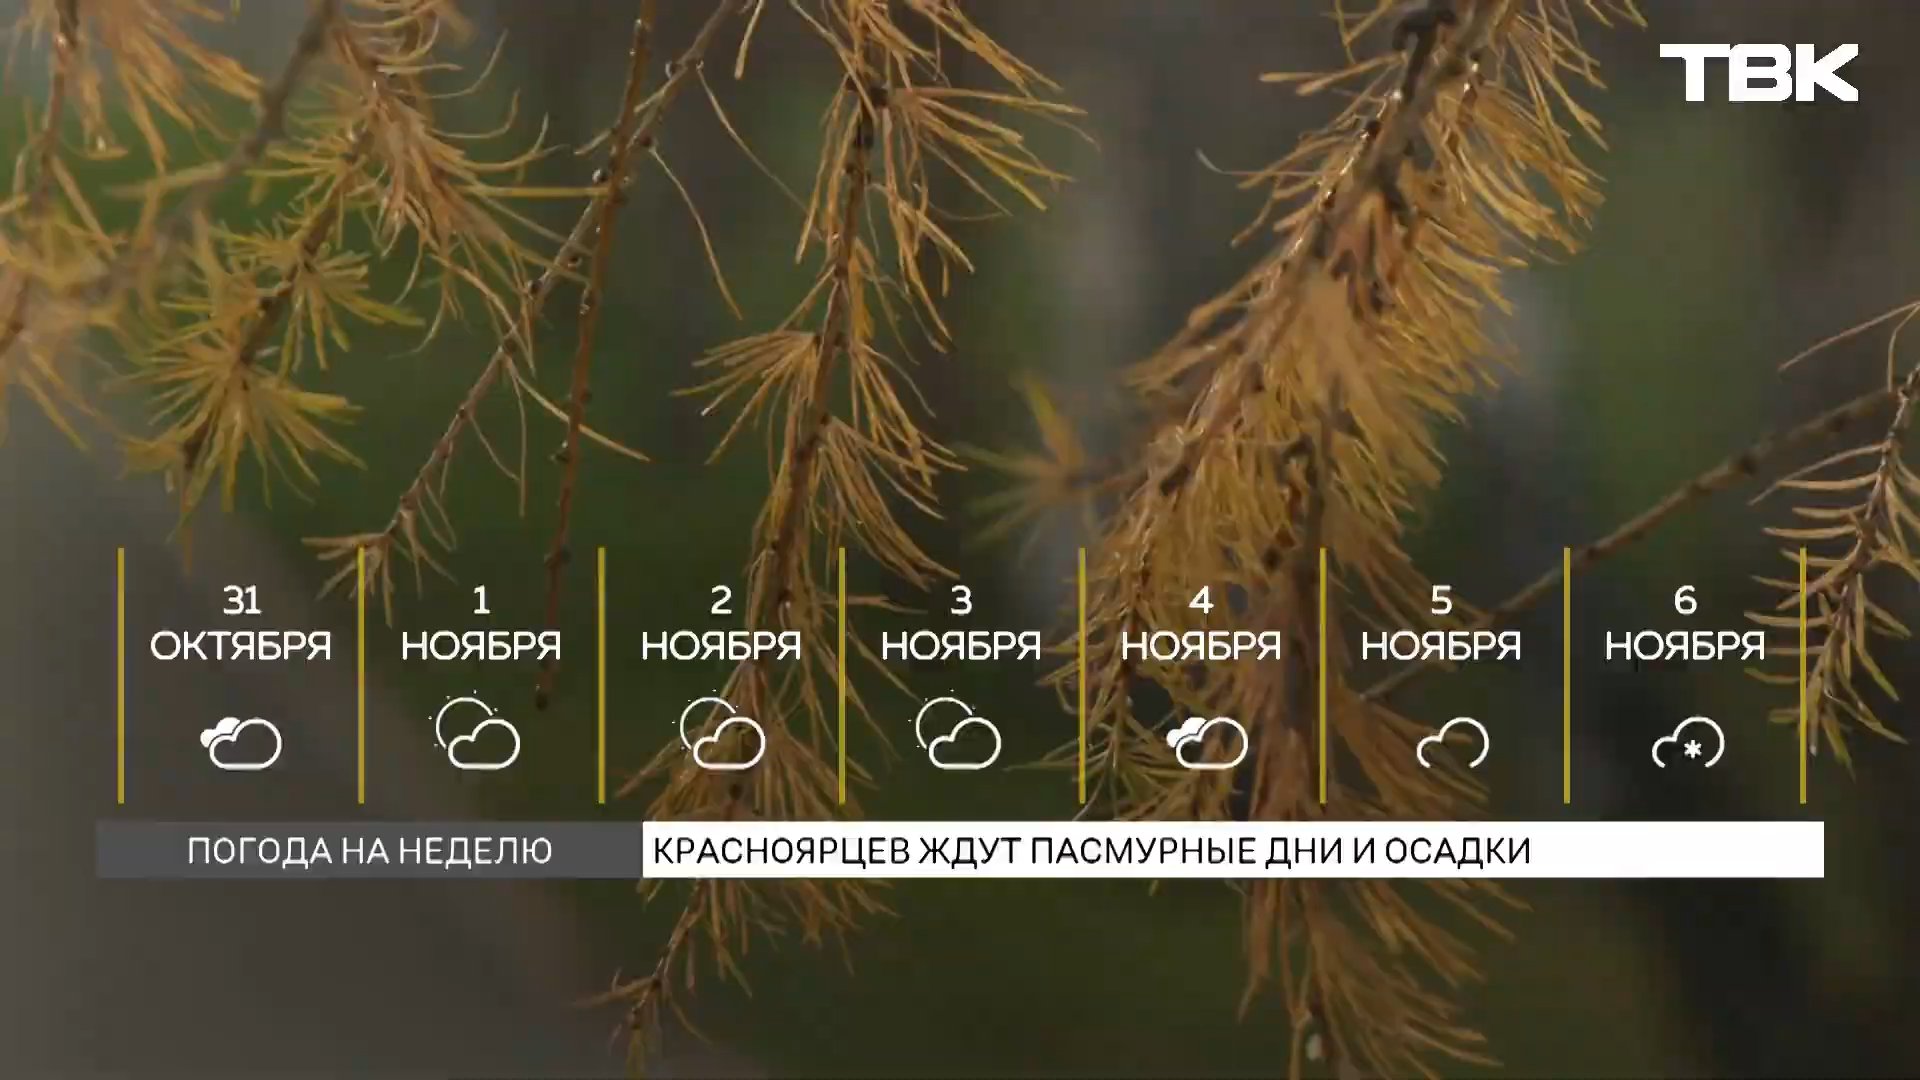 ТВК
31
ОКТЯБРЯ
1
НОЯБРЯ
2
НОЯБРЯ
3
НОЯБРЯ
4
НОЯБРЯ
5
НОЯБРЯ
6
НОЯБРЯ
ПОГОДА НА НЕДЕЛЮ
КРАСНОЯРЦЕВ ЖДУТ ПАСМУРНЫЕ ДНИ И ОСАДКИ